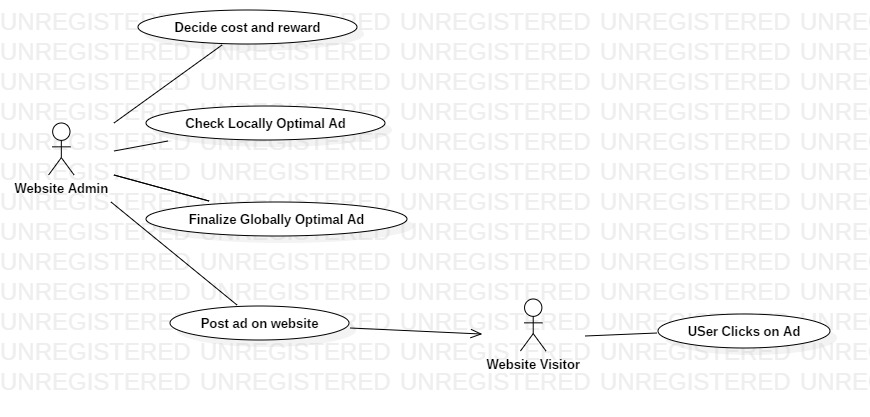 Decide cost and reward
Check Locally Optimal Ad
Website Admin
Finalize Globally Optimal Ad
Post ad on website
USer Clicks on Ad
Website Visitor
UNREGISTERED UNREGISTERED UNREGISTERED UNREGISTERED UNRE